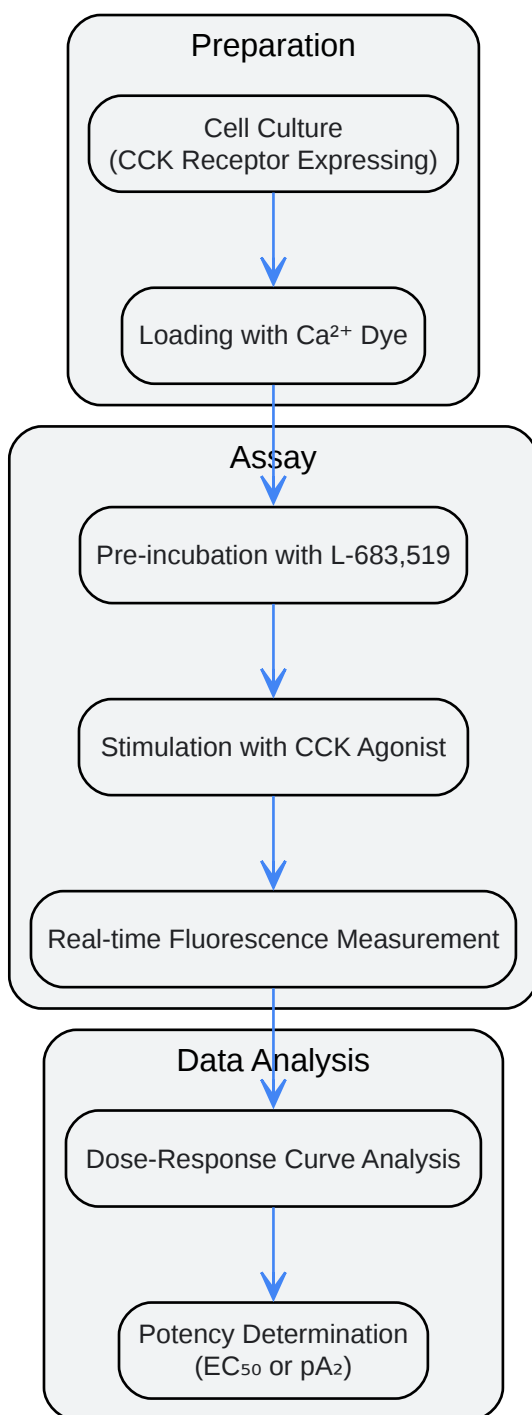 Preparation
Cell Culture
(CCK Receptor Expressing)
Loading with Ca²⁺ Dye
Assay
Pre-incubation with L-683,519
Stimulation with CCK Agonist
Real-time Fluorescence Measurement
Data Analysis
Dose-Response Curve Analysis
Potency Determination
(EC₅₀ or pA₂)